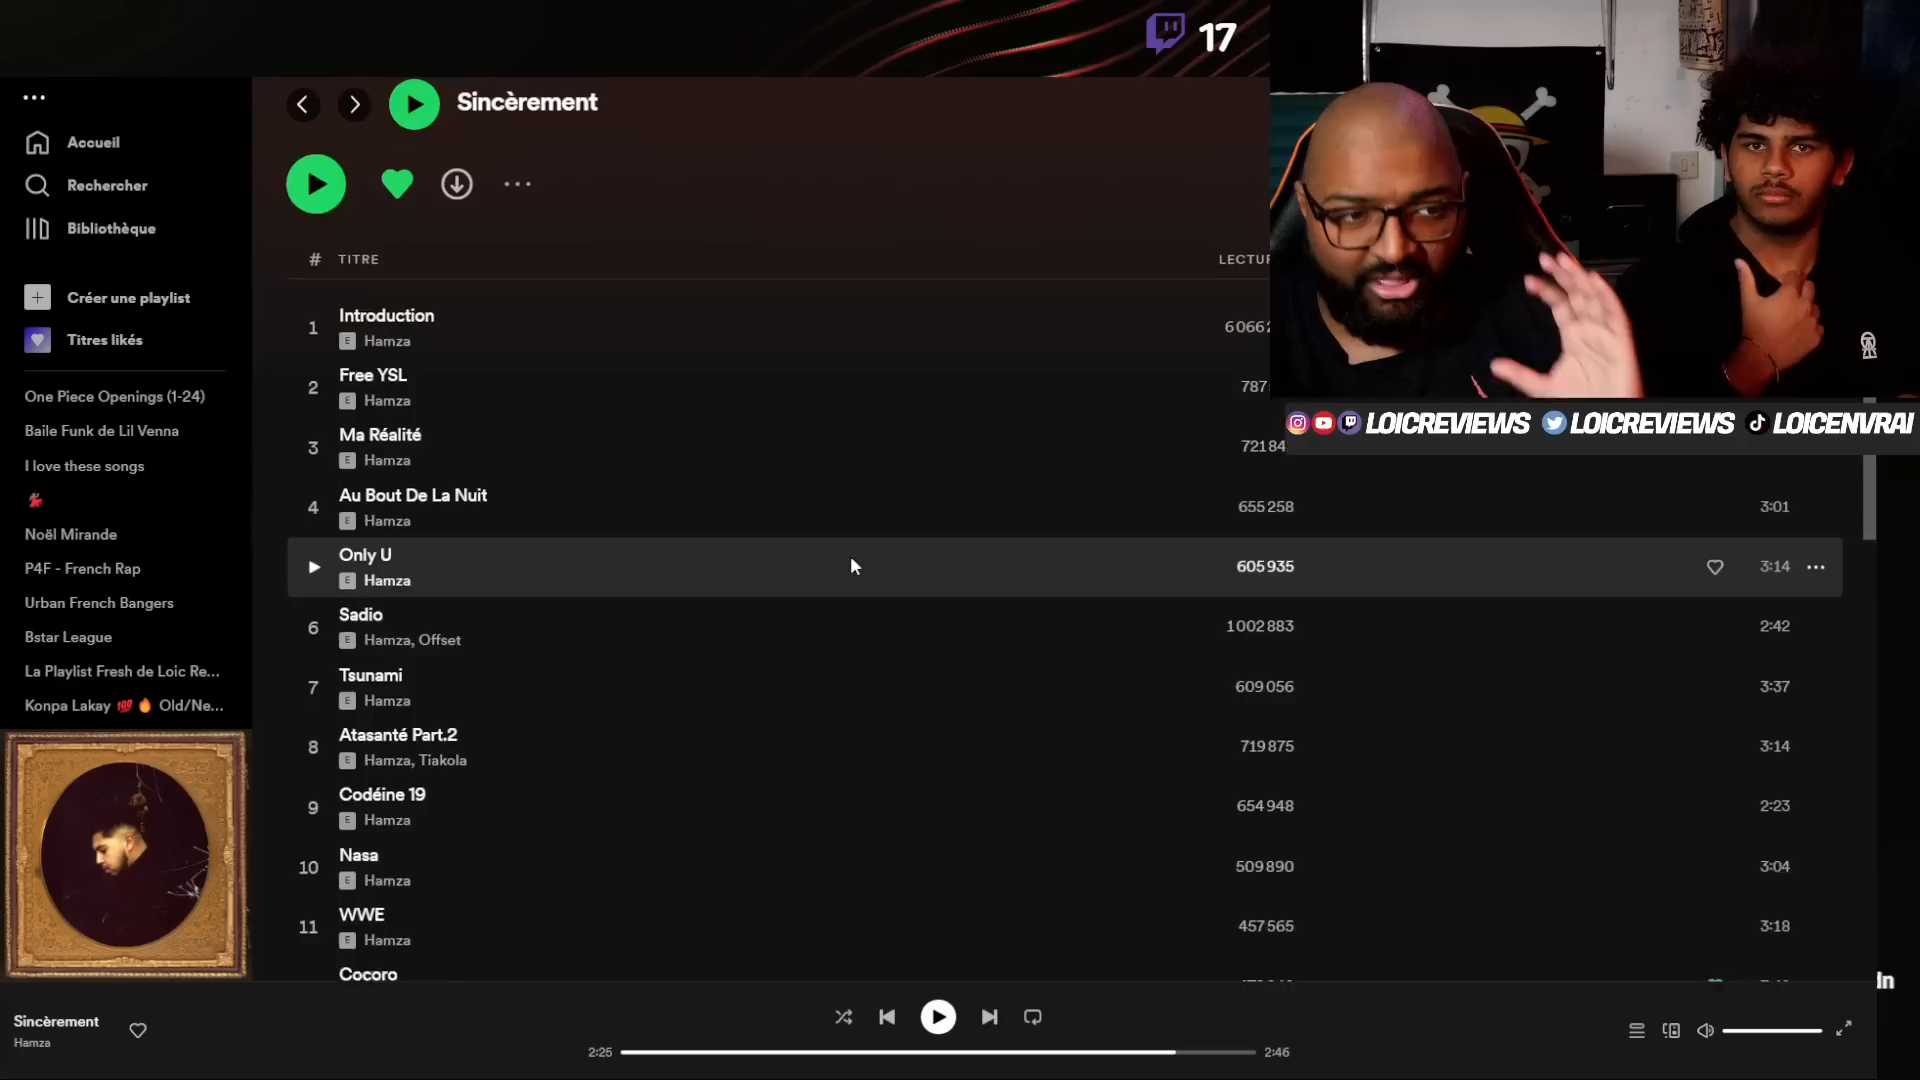 17
Sincèrement
Accueil
Rechercher
Bibliothèque
Créer une playlist
Titres likés
One Piece Openings (1-24)
Baile Funk de Lil Venna
I love these songs
Noël Mirande
P4F - French Rap
Urban French Bangers
Bstar League
La Playlist Fresh de Loic Re...
Konpa Lakay 💯 🔥 Old/Ne...
# TITRE LECTUR
1 Introduction 6 0662
E Hamza
2 Free YSL 787
E Hamza
3 Ma Réalité 721 84
E Hamza
4 Au Bout De La Nuit 655 258 3:01
E Hamza
Only U 605 935 3:14
E Hamza
6 Sadio 1 002 883 2:42
E Hamza, Offset
7 Tsunami 609 056 3:37
E Hamza
8 Atasanté Part.2 719 875 3:14
E Hamza, Tiakola
9 Codéine 19 654 948 2:23
E Hamza
10 Nasa 509 890 3:04
E Hamza
11 WWE 457 565 3:18
E Hamza
Cocoro
LOICREVIEWS LOICREVIEWS LOICENVRAI
Sincèrement
Hamza
2:25 2:46